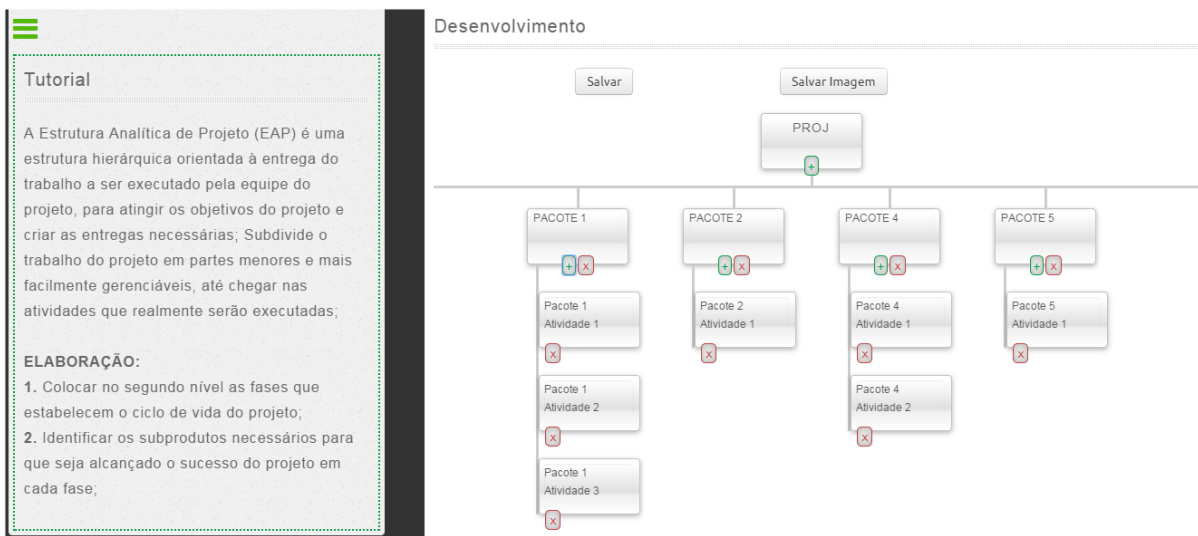 Tutorial
A Estrutura Analítica de Projeto (EAP) é uma
estrutura hierárquica orientada à entrega do
trabalho a ser executado pela equipe do
projeto, para atingir os objetivos do projeto e
criar as entregas necessárias; Subdivide o
trabalho do projeto em partes menores e mais
facilmente gerenciáveis, até chegar nas
atividades que realmente serão executadas;
ELABORAÇÃO:
1. Colocar no segundo nível as fases que
estabelecem o ciclo de vida do projeto;
2. Identificar os subprodutos necessários para
que seja alcançado o sucesso do projeto em
cada fase;
Desenvolvimento
Salvar
Salvar Imagem
PROJ
+
PACOTE 1
+ x
Pacote 1
Atividade 1
x
Pacote 1
Atividade 2
x
Pacote 1
Atividade 3
x
PACOTE 2
+ x
Pacote 2
Atividade 1
x
PACOTE 4
+ x
Pacote 4
Atividade 1
x
Pacote 4
Atividade 2
x
PACOTE 5
+ x
Pacote 5
Atividade 1
x